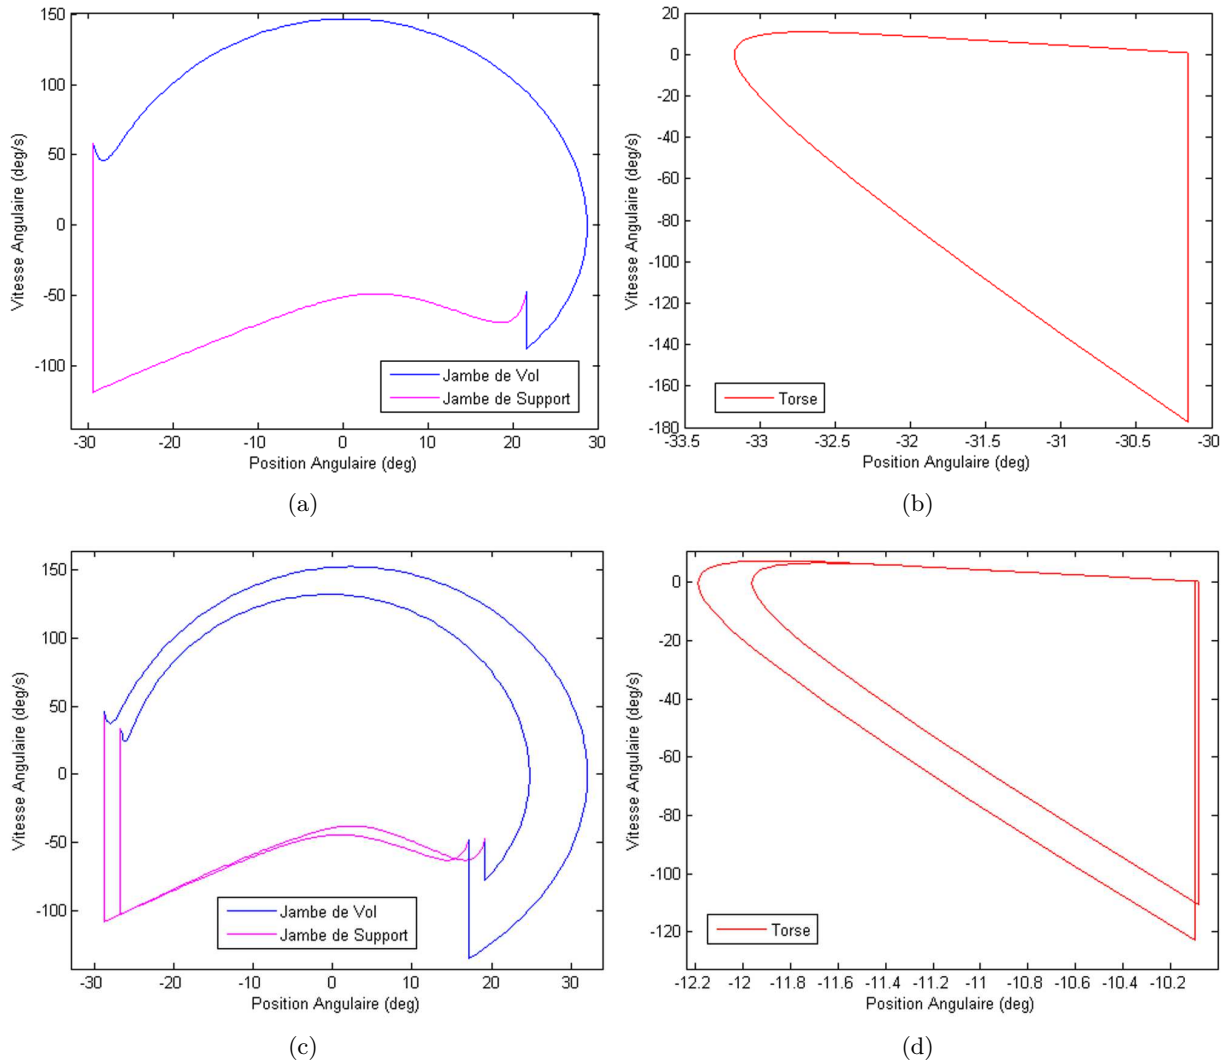 150
100
50
0
-50
-100
Vitesse Angulaire (deg/s)
Jambe de Vol
Jambe de Support
-30 -20 -10 0 10 20 30
Position Angulaire (deg)
(a)
20
0
-20
-40
-60
-80
-100
-120
-140
-160
-180
Vitesse Angulaire (deg/s)
Torse
-33.5 -33 -32.5 -32 -31.5 -31 -30.5 -30
Position Angulaire (deg)
(b)
150
100
50
0
-50
-100
Vitesse Angulaire (deg/s)
Jambe de Vol
Jambe de Support
-30 -20 -10 0 10 20 30
Position Angulaire (deg)
(c)
0
-20
-40
-60
-80
-100
-120
Vitesse Angulaire (deg/s)
Torse
-12.2 -12 -11.8 -11.6 -11.4 -11.2 -11 -10.8 -10.6 -10.4 -10.2
Position Angulaire (deg)
(d)